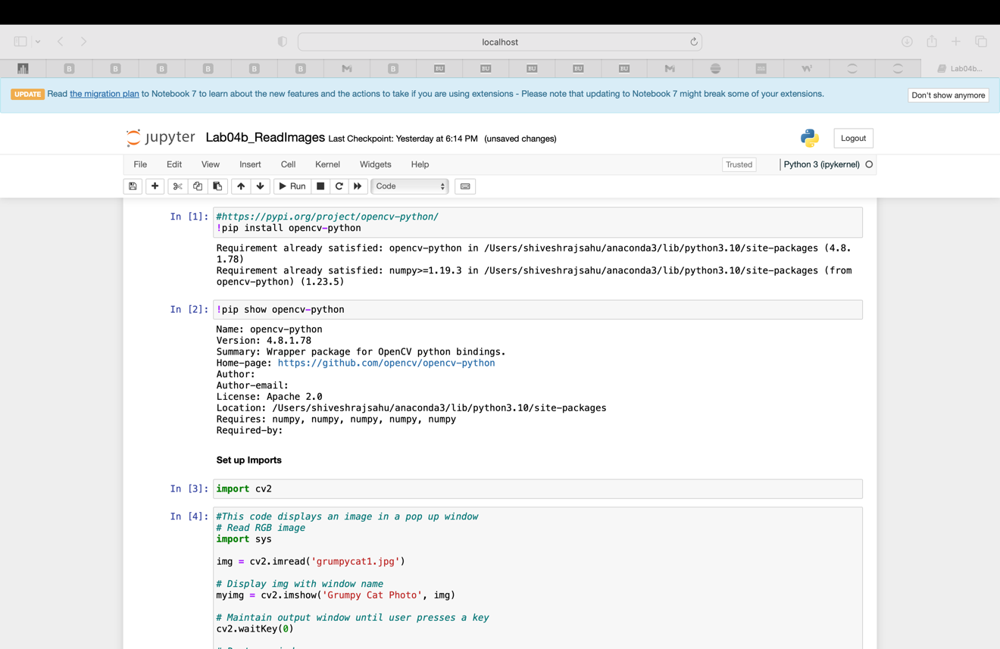 localhost
B
B
B
B
B
B
B
BU
BU
BU
BU
BU
Lab04b...
UPDATE Read the migration plan to Notebook 7 to learn about the new features and the actions to take if you are using extensions - Please note that updating to Notebook 7 might break some of your extensions.
Don't show anymore
jupyter Lab04b_ReadImages Last Checkpoint: Yesterday at 6:14 PM (unsaved changes)
Logout
File Edit View Insert Cell Kernel Widgets Help
Trusted
Python 3 (ipykernel)
Run
Code
In [1]: #https://pypi.org/project/opencv-python/
!pip install opencv-python
Requirement already satisfied: opencv-python in /Users/shiveshrajsahu/anaconda3/lib/python3.10/site-packages (4.8.
1.78)
Requirement already satisfied: numpy>=1.19.3 in /Users/shiveshrajsahu/anaconda3/lib/python3.10/site-packages (from
opencv-python) (1.23.5)
In [2]: !pip show opencv-python
Name: opencv-python
Version: 4.8.1.78
Summary: Wrapper package for OpenCV python bindings.
Home-page: https://github.com/opencv/opencv-python
Author:
Author-email:
License: Apache 2.0
Location: /Users/shiveshrajsahu/anaconda3/lib/python3.10/site-packages
Requires: numpy, numpy, numpy, numpy, numpy
Required-by:
Set up Imports
In [3]: import cv2
In [4]: #This code displays an image in a pop up window
# Read RGB image
import sys
img = cv2.imread('grumpycat1.jpg')
# Display img with window name
myimg = cv2.imshow('Grumpy Cat Photo', img)
# Maintain output window until user presses a key
cv2.waitKey(0)